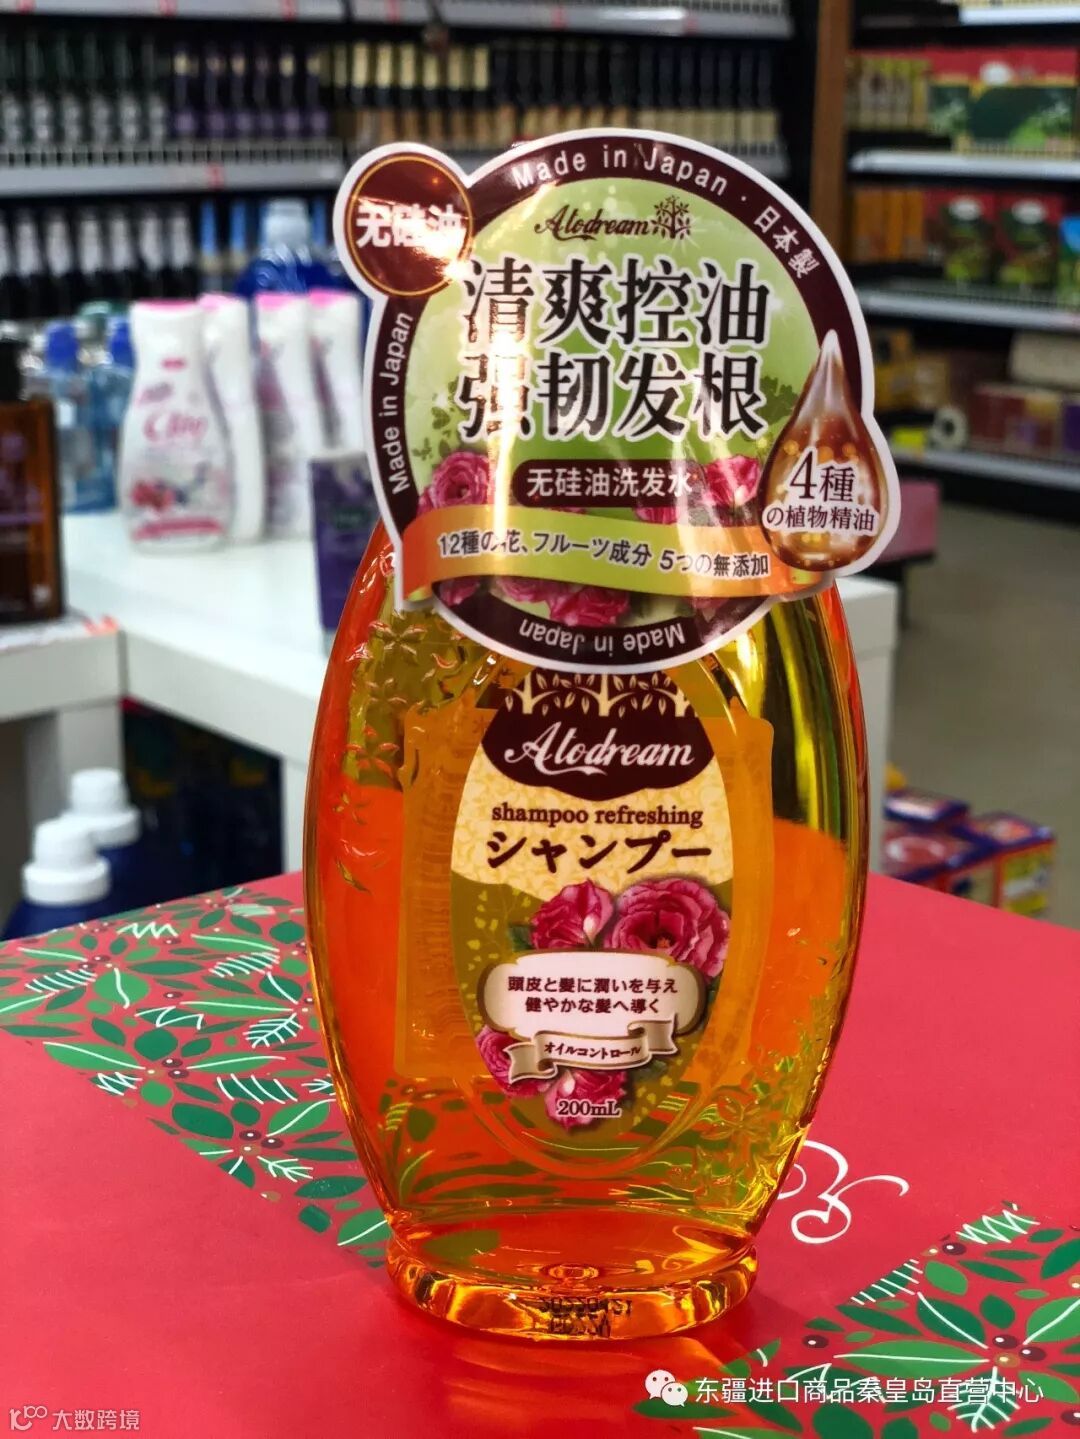 Made in Japan · 日本製
无硅油
Atodream
清爽控油
强韧发根
Made in Japan
无硅油洗发水
4種
の植物精油
12種の花、フルーツ成分 5つの無添加
Made in Japan
Atodream
shampoo refreshing
シャンプー
頭皮と髪に潤いを与え
健やかな髪へ導く
オイルコントロール
200mL
东疆进口商品秦皇岛直营中心
大数跨境